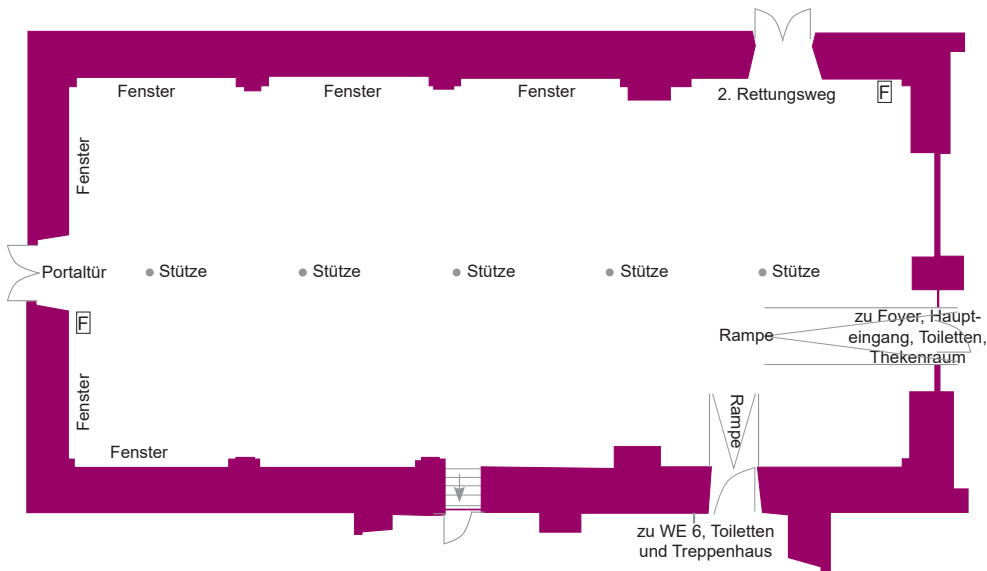 Fenster
Fenster
Fenster
2. Rettungsweg
F
Fenster
Portaltür
Stütze
Stütze
Stütze
Stütze
Stütze
F
Rampe
zu Foyer, Haupt-
eingang, Toiletten,
Thekenraum
Fenster
Rampe
Fenster
zu WE 6, Toiletten
und Treppenhaus